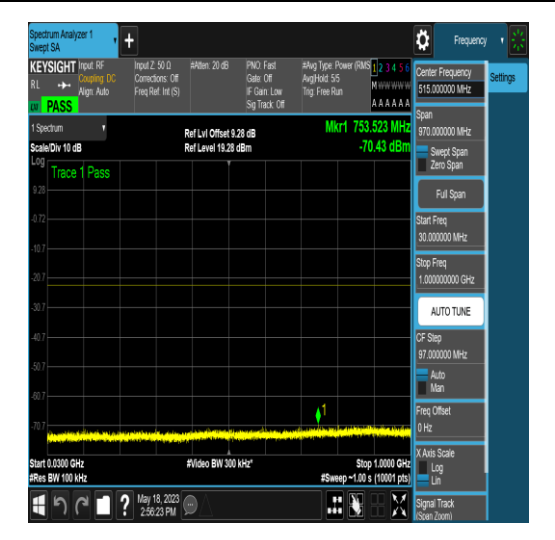 Spectrum Analyzer 1
Swept SA
+
Frequency
KEYSIGHT
Input: RF
Input Z: 50 Ω
#Atten: 20 dB
PNO: Fast
#Avg Type: Power (RMS
1 2 3 4 5 6
RL
Coupling: DC
Corrections: Off
Gate: Off
Avg|Hold: 5/5
M W W W W W
Align: Auto
Freq Ref: Int (S)
IF Gain: Low
Trig: Free Run
Sig Track: Off
A A A A A A
PASS
1 Spectrum
Scale/Div 10 dB
Ref Lvl Offset 9.28 dB
Ref Level 19.28 dBm
Mkr1 753.523 MHz
-70.43 dBm
Log
Trace 1 Pass
9.28
-0.72
-10.7
-20.7
-30.7
-40.7
-50.7
-60.7
-70.7
1
Start 0.0300 GHz
#Video BW 300 kHz*
Stop 1.0000 GHz
#Res BW 100 kHz
#Sweep ~1.00 s (10001 pts)
?
May 18, 2023
2:56:23 PM
Center Frequency
515.000000 MHz
Settings
Span
970.000000 MHz
Swept Span
Zero Span
Full Span
Start Freq
30.000000 MHz
Stop Freq
1.000000000 GHz
AUTO TUNE
CF Step
97.000000 MHz
Auto
Man
Freq Offset
0 Hz
X Axis Scale
Log
Lin
Signal Track
(Span Zoom)